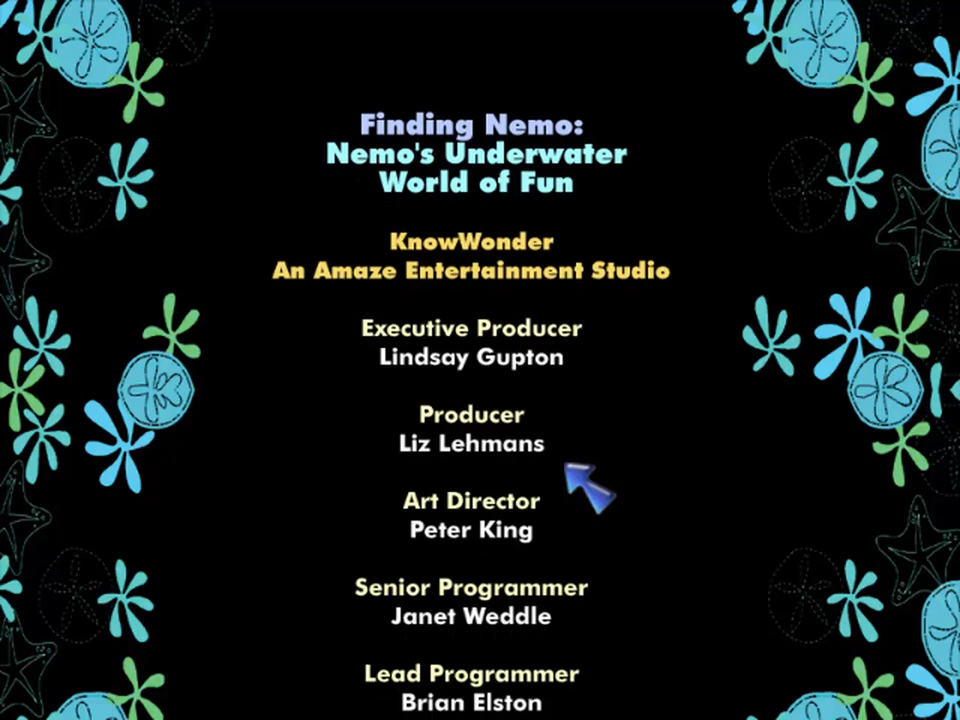 Finding Nemo:
Nemo's Underwater
World of Fun
KnowWonder
An Amaze Entertainment Studio
Executive Producer
Lindsay Gupton
Producer
Liz Lehmans
Art Director
Peter King
Senior Programmer
Janet Weddle
Lead Programmer
Brian Elston